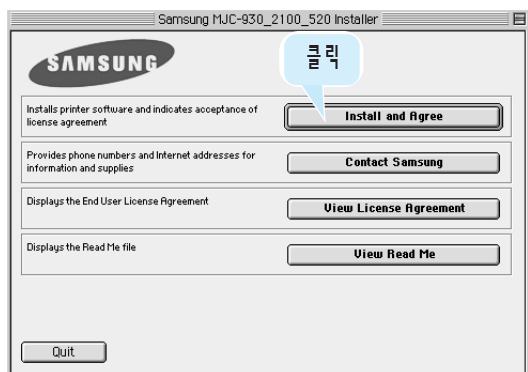 Samsung MJC-930_2100_520 Installer
SAMSUNG
클릭
Installs printer software and indicates acceptance of
license agreement
Install and Agree
Provides phone numbers and Internet addresses for
information and supplies
Contact Samsung
Displays the End User License Agreement
View License Agreement
Displays the Read Me file
View Read Me
Quit